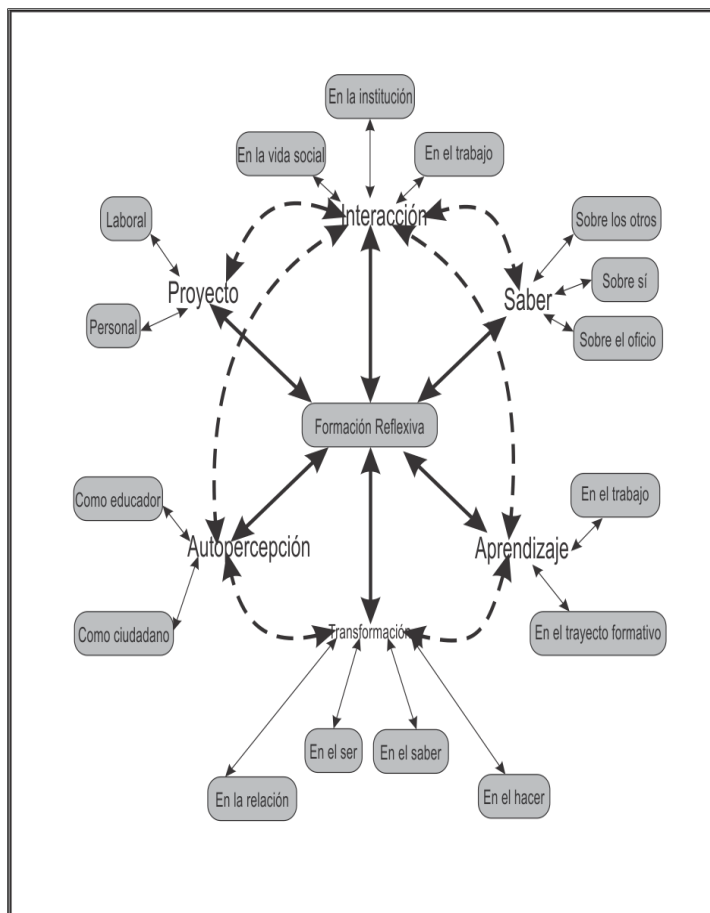 En la institución
En la vida social
En el trabajo
Interacción
Laboral
Proyecto
Personal
Sobre los otros
Sobre sí
Saber
Sobre el oficio
Formación Reflexiva
Como educador
Autopercepción
Como ciudadano
En el trabajo
Aprendizaje
En el trayecto formativo
Transformación
En el ser
En el saber
En la relación
En el hacer